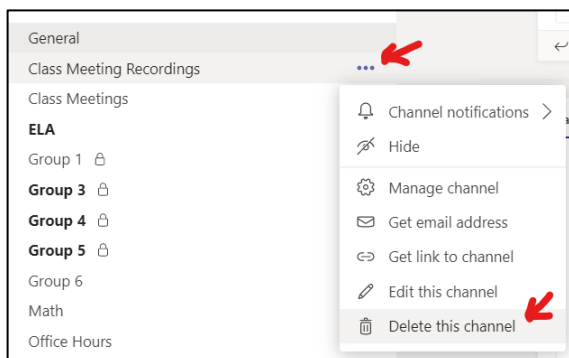 General
Class Meeting Recordings
Class Meetings
ELA
Group 1
Group 3
Group 4
Group 5
Group 6
Math
Office Hours
Channel notifications
Hide
Manage channel
Get email address
Get link to channel
Edit this channel
Delete this channel